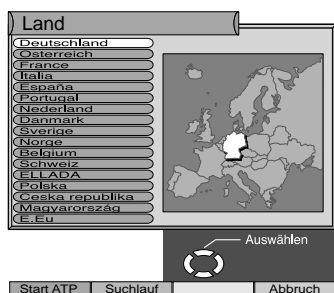 Land
Deutschland
Österreich
France
Italia
España
Portugal
Nederland
Danmark
Sverige
Norge
Belgium
Schweiz
ELLADA
Polska
Ceska republika
Magyarország
E.Eu
Auswählen
Start ATP Suchlauf Abbruch